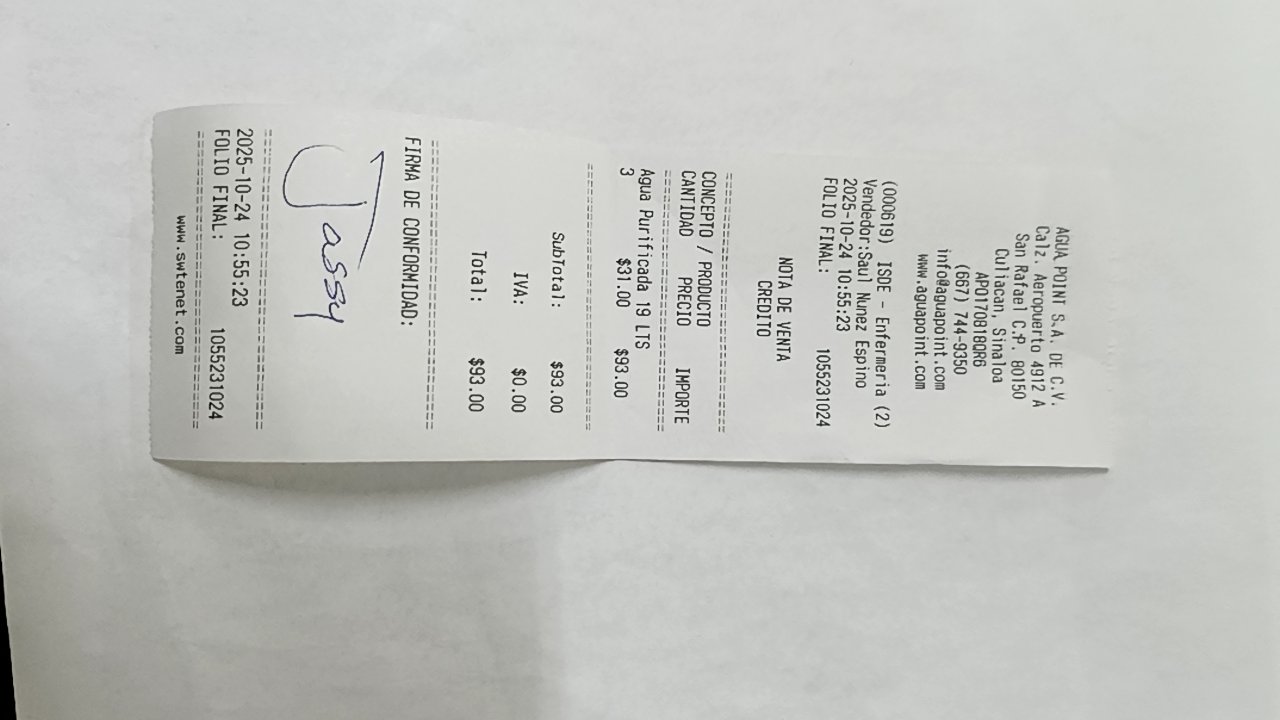 AGUA POINT S.A. DE C.V.
Calz. Aeropuerto 4912 A
San Rafael C.P. 80150
Culiacan, Sinaloa
APO170818QR6
(667) 744-9350
info@aguapoint.com
www.aguapoint.com
(000619) ISDE - Enfermeria (2)
Vendedor:Saul Nunez Espino
2025-10-24 10:55:23
FOLIO FINAL: 1055231024
NOTA DE VENTA
CREDITO
================================
CONCEPTO / PRODUCTO
CANTIDAD PRECIO IMPORTE
================================
Agua Purificada 19 LTS
3 $31.00 $93.00
================================
SubTotal: $93.00
IVA: $0.00
Total: $93.00
================================
FIRMA DE CONFORMIDAD:
Jassy
================================
2025-10-24 10:55:23
FOLIO FINAL: 1055231024
================================
www.swtenet.com